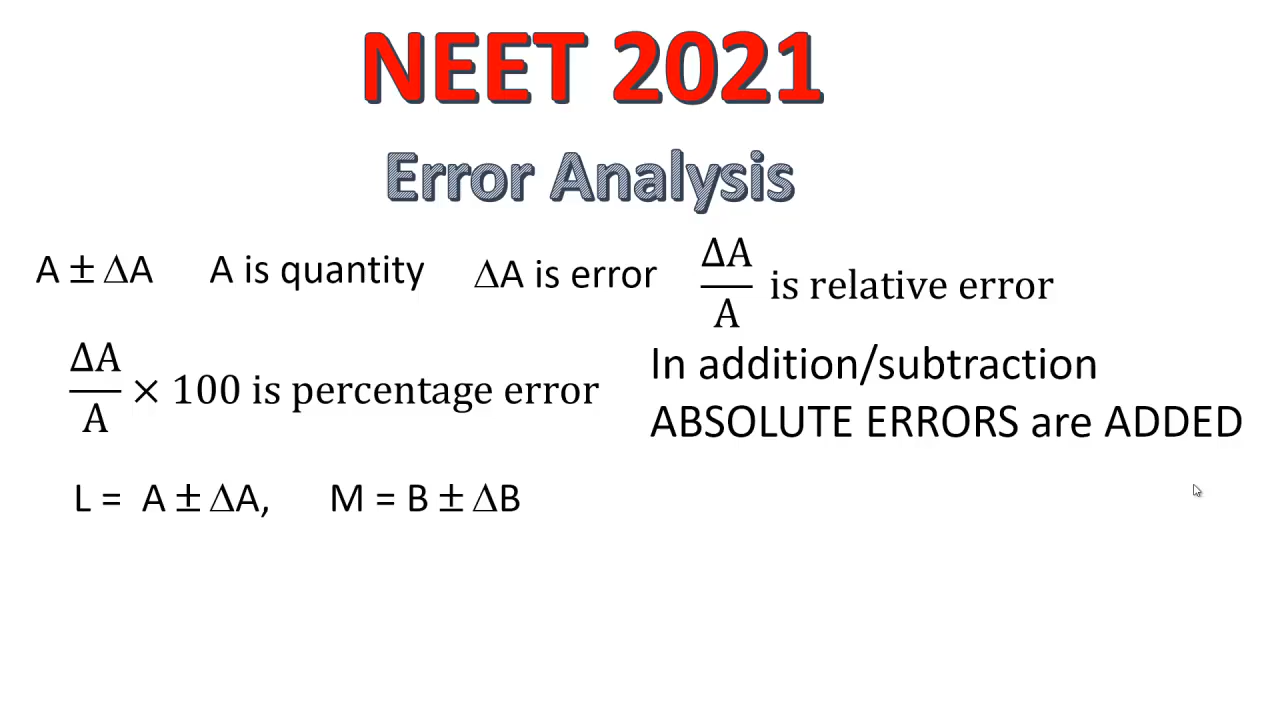 NEET 2021
Error Analysis
A ± ΔA A is quantity ΔA is error ΔA/A is relative error
ΔA/A × 100 is percentage error
In addition/subtraction
ABSOLUTE ERRORS are ADDED
L = A ± ΔA, M = B ± ΔB